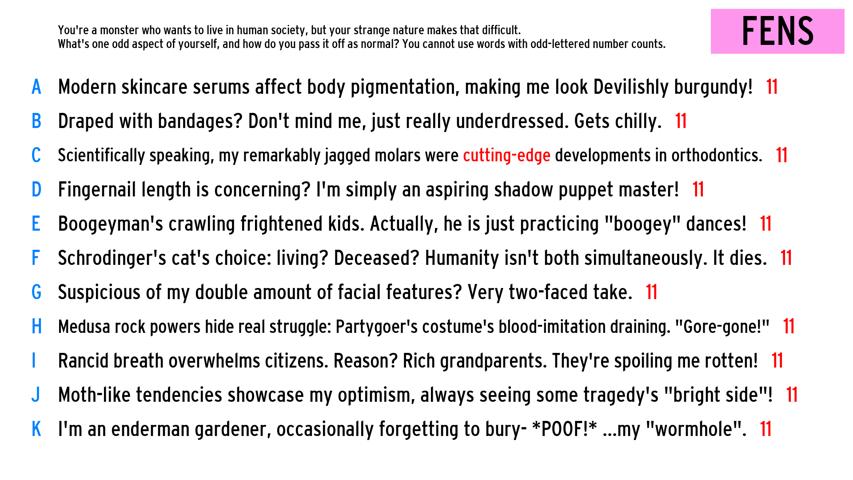 You're a monster who wants to live in human society, but your strange nature makes that difficult.
What's one odd aspect of yourself, and how do you pass it off as normal? You cannot use words with odd-lettered number counts.
FENS
A Modern skincare serums affect body pigmentation, making me look Devilishly burgundy! 11
B Draped with bandages? Don't mind me, just really underdressed. Gets chilly. 11
C Scientifically speaking, my remarkably jagged molars were cutting-edge developments in orthodontics. 11
D Fingernail length is concerning? I'm simply an aspiring shadow puppet master! 11
E Boogeyman's crawling frightened kids. Actually, he is just practicing "boogey" dances! 11
F Schrodinger's cat's choice: living? Deceased? Humanity isn't both simultaneously. It dies. 11
G Suspicious of my double amount of facial features? Very two-faced take. 11
H Medusa rock powers hide real struggle: Partygoer's costume's blood-imitation draining. "Gore-gone!" 11
I Rancid breath overwhelms citizens. Reason? Rich grandparents. They're spoiling me rotten! 11
J Moth-like tendencies showcase my optimism, always seeing some tragedy's "bright side"! 11
K I'm an enderman gardener, occasionally forgetting to bury- *POOF!* ...my "wormhole". 11